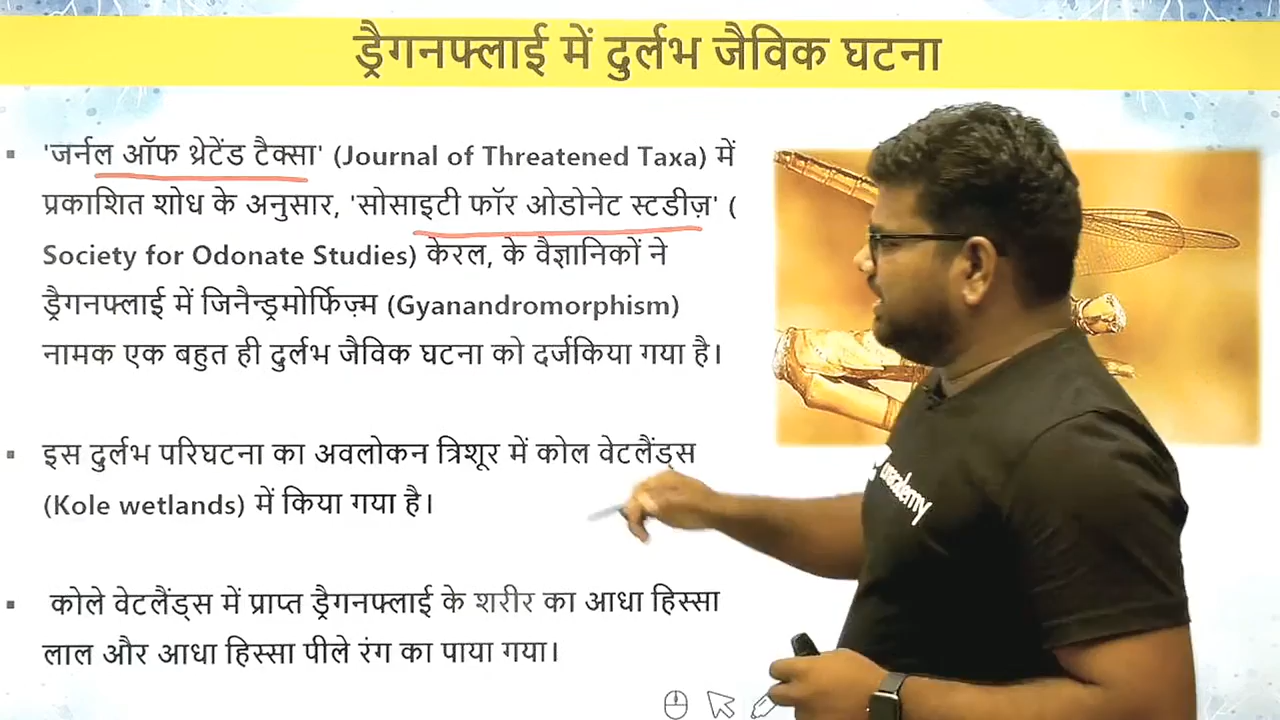 ड्रैगनफ्लाई में दुर्लभ जैविक घटना
'जर्नल ऑफ थ्रेटेंड टैक्सा' (Journal of Threatened Taxa) में
प्रकाशित शोध के अनुसार, 'सोसाइटी फॉर ओडोनेट स्टडीज़' (
Society for Odonate Studies) केरल, के वैज्ञानिकों ने
ड्रैगनफ्लाई में जिनैन्ड्रमोर्फिज़्म (Gyanandromorphism)
नामक एक बहुत ही दुर्लभ जैविक घटना को दर्जकिया गया है।
इस दुर्लभ परिघटना का अवलोकन त्रिशूर में कोल वेटलैंड्स
(Kole wetlands) में किया गया है।
कोले वेटलैंड्स में प्राप्त ड्रैगनफ्लाई के शरीर का आधा हिस्सा
लाल और आधा हिस्सा पीले रंग का पाया गया।